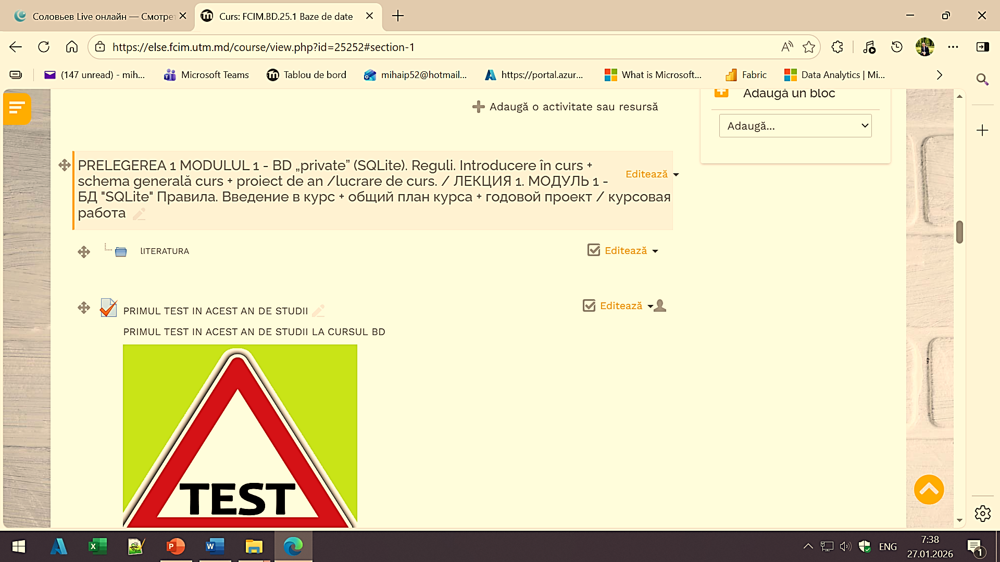 Соловьев Live онлайн — Смотрет
Curs: FCIM.BD.25.1 Baze de date
https://else.fcim.utm.md/course/view.php?id=25252#section-1
(147 unread) - mih...
Microsoft Teams
Tablou de bord
mihaip52@hotmail...
https://portal.azur...
What is Microsoft...
Fabric
Data Analytics | Mi...
Adaugă un bloc
Adaugă o activitate sau resursă
Adaugă...
PRELEGEREA 1 MODULUL 1 - BD „private” (SQLite). Reguli. Introducere în curs +
schema generală curs + proiect de an /lucrare de curs. / ЛЕКЦИЯ 1. МОДУЛЬ 1 -
БД "SQLite" Правила. Введение в курс + общий план курса + годовой проект / курсовая
работа
Editează
lITERATURA
Editează
PRIMUL TEST IN ACEST AN DE STUDII
Editează
PRIMUL TEST IN ACEST AN DE STUDII LA CURSUL BD
TEST
ENG
7:38
27.01.2026
1